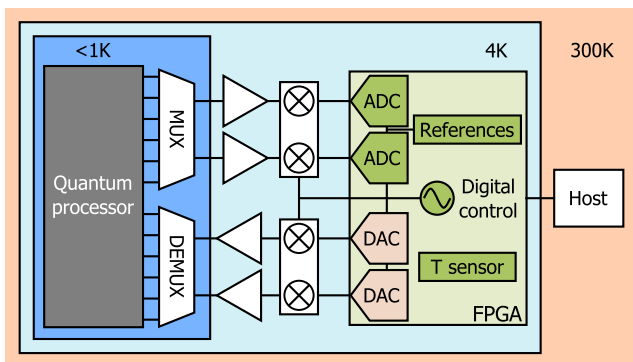 <1K
4K
300K
MUX
ADC
References
ADC
Quantum
processor
Digital
control
Host
DEMUX
DAC
T sensor
DAC
FPGA